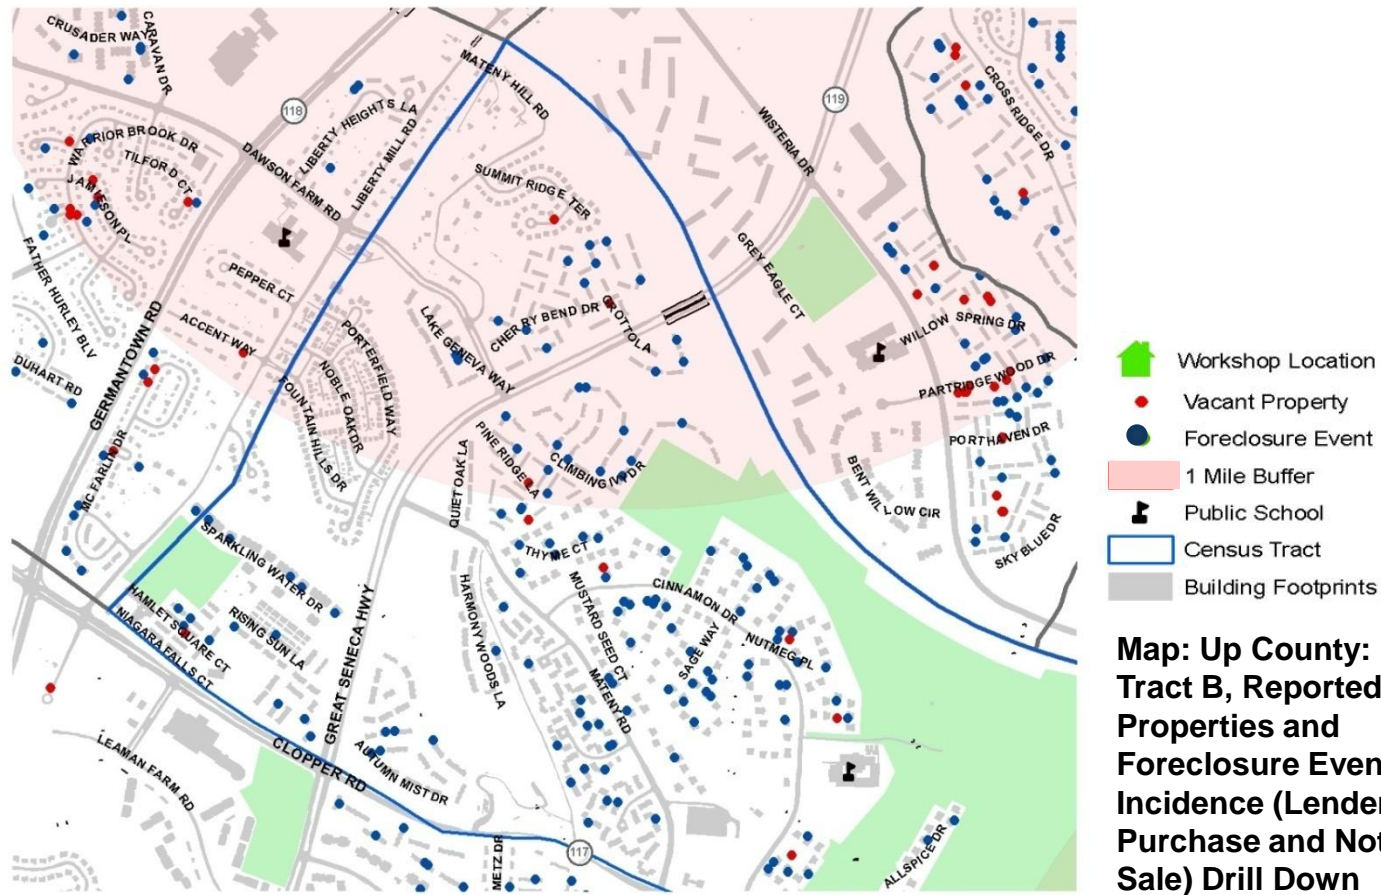 CRUSADER WAY
CARAVAN DR
MATENY HILL RD
118
119
CROSS RIDGE DR
LIBERTY HEIGHTS LA
WISTERIA DR
WARRIOR BROOK DR
LIBERTY MILL RD
DAWSON FARM RD
TILFORD CT
SUMMIT RIDGE TER
JAMIESON PL
FATHER HURLEY BLV
GREY EAGLE CT
PEPPER CT
CHERRY BEND DR
CROTTO LA
LAKE GENEVA WAY
WILLOW SPRING DR
ACCENT WAY
PORTERFIELD WAY
NOBLE OAK DR
GERMANTOWN RD
DUHART RD
PARTRIDGE WOOD DR
FOUNTAIN HILLS DR
PORTHAVEN DR
MC FARLIN DR
PINE RIDGE LA
CLIMBING IVY DR
QUIET OAK LA
BENT WILLOW CIR
SKY BLUE DR
SPARKLING WATER DR
THYME CT
CINNAMON DR
MUSTARD SEED CT
HAMLET SQUARE CT
RISING SUN LA
HARMONY WOODS LA
NUTMEG PL
SAGE WAY
NIAGARA FALLS CT
MATENY RD
GREAT SENECA HWY
CLOPPER RD
LEAMAN FARM RD
AUTUMN MIST DR
METZ DR
117
ALLSPICE DR
Workshop Location
Vacant Property
Foreclosure Event
1 Mile Buffer
Public School
Census Tract
Building Footprints
Map: Up County:
Tract B, Reported
Properties and
Foreclosure Even
Incidence (Lender
Purchase and Not
Sale) Drill Down